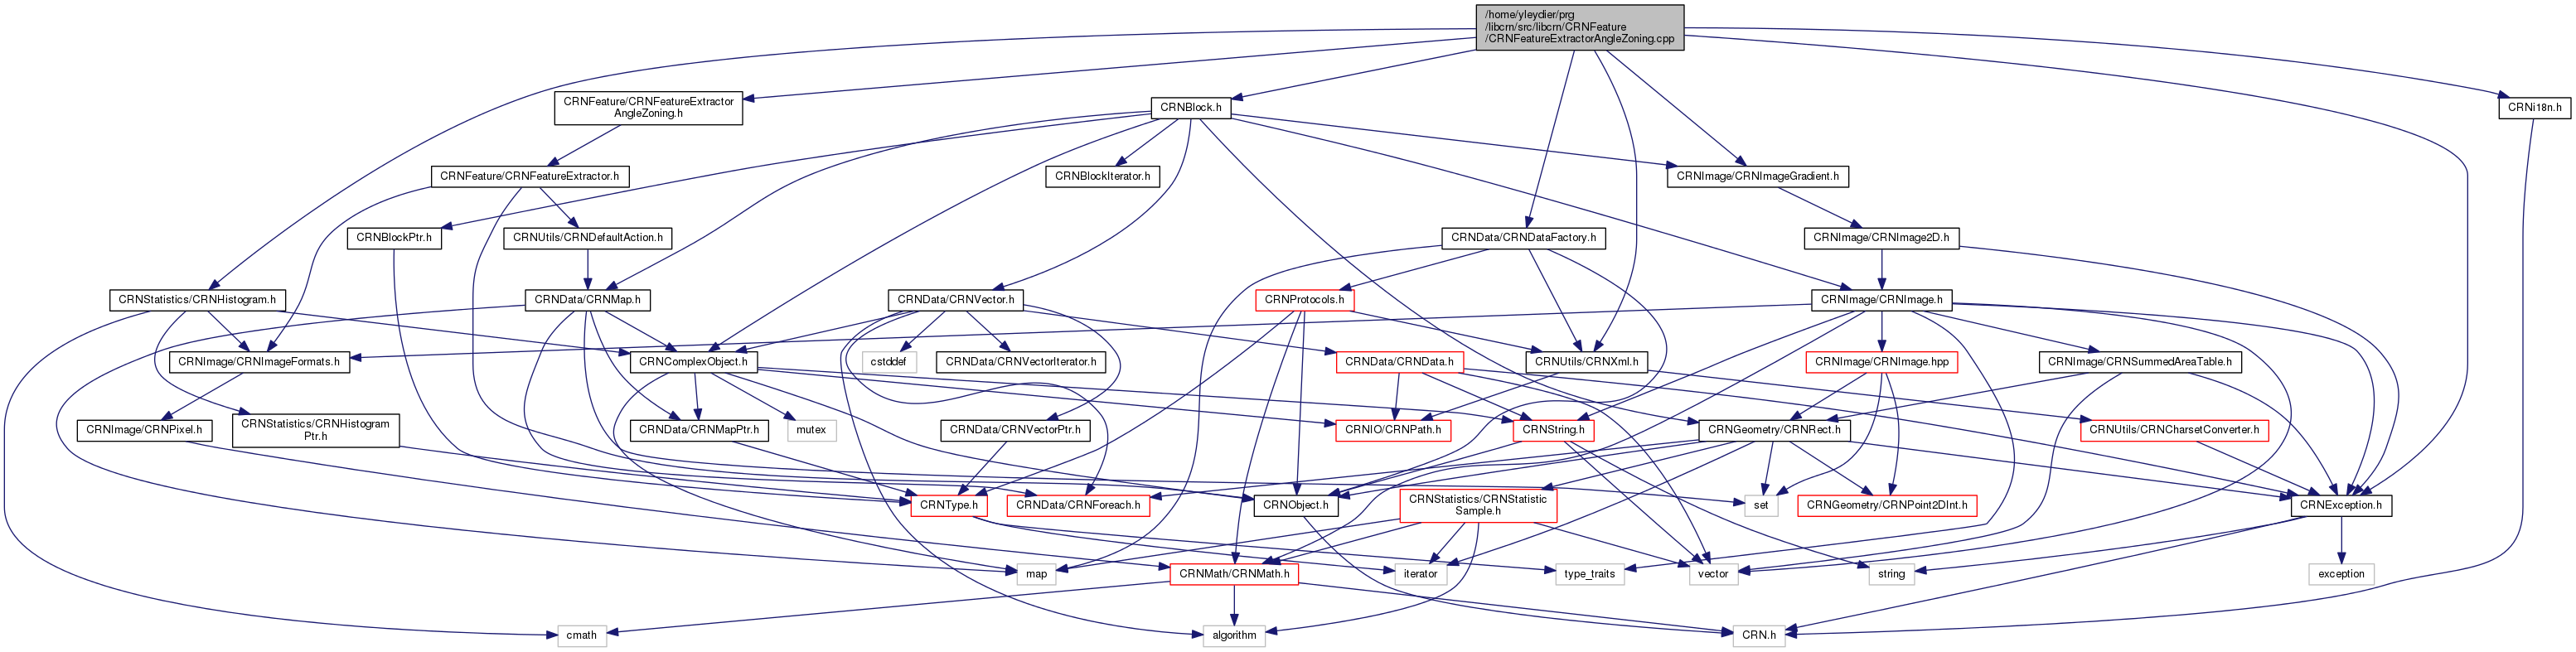 /home/yleydier/prg
/libcrn/src/libcrn/CRNFeature
/CRNFeatureExtractorAngleZoning.cpp
CRNFeature/CRNFeatureExtractor
AngleZoning.h
CRNBlock.h
CRNi18n.h
CRNFeature/CRNFeatureExtractor.h
CRNBlockIterator.h
CRNImage/CRNImageGradient.h
CRNBlockPtr.h
CRNUtils/CRNDefaultAction.h
CRNData/CRNDataFactory.h
CRNImage/CRNImage2D.h
CRNStatistics/CRNHistogram.h
CRNData/CRNMap.h
CRNData/CRNVector.h
CRNProtocols.h
CRNImage/CRNImage.h
CRNImage/CRNImageFormats.h
CRNComplexObject.h
cstddef
CRNData/CRNVectorIterator.h
CRNData/CRNData.h
CRNUtils/CRNXml.h
CRNImage/CRNImage.hpp
CRNImage/CRNSummedAreaTable.h
CRNImage/CRNPixel.h
CRNStatistics/CRNHistogram
Ptr.h
CRNData/CRNMapPtr.h
mutex
CRNData/CRNVectorPtr.h
CRNIO/CRNPath.h
CRNString.h
CRNGeometry/CRNRect.h
CRNUtils/CRNCharsetConverter.h
CRNType.h
CRNData/CRNForeach.h
CRNObject.h
CRNStatistics/CRNStatistic
Sample.h
set
CRNGeometry/CRNPoint2DInt.h
CRNException.h
map
CRNMath/CRNMath.h
iterator
type_traits
vector
string
exception
cmath
algorithm
CRN.h